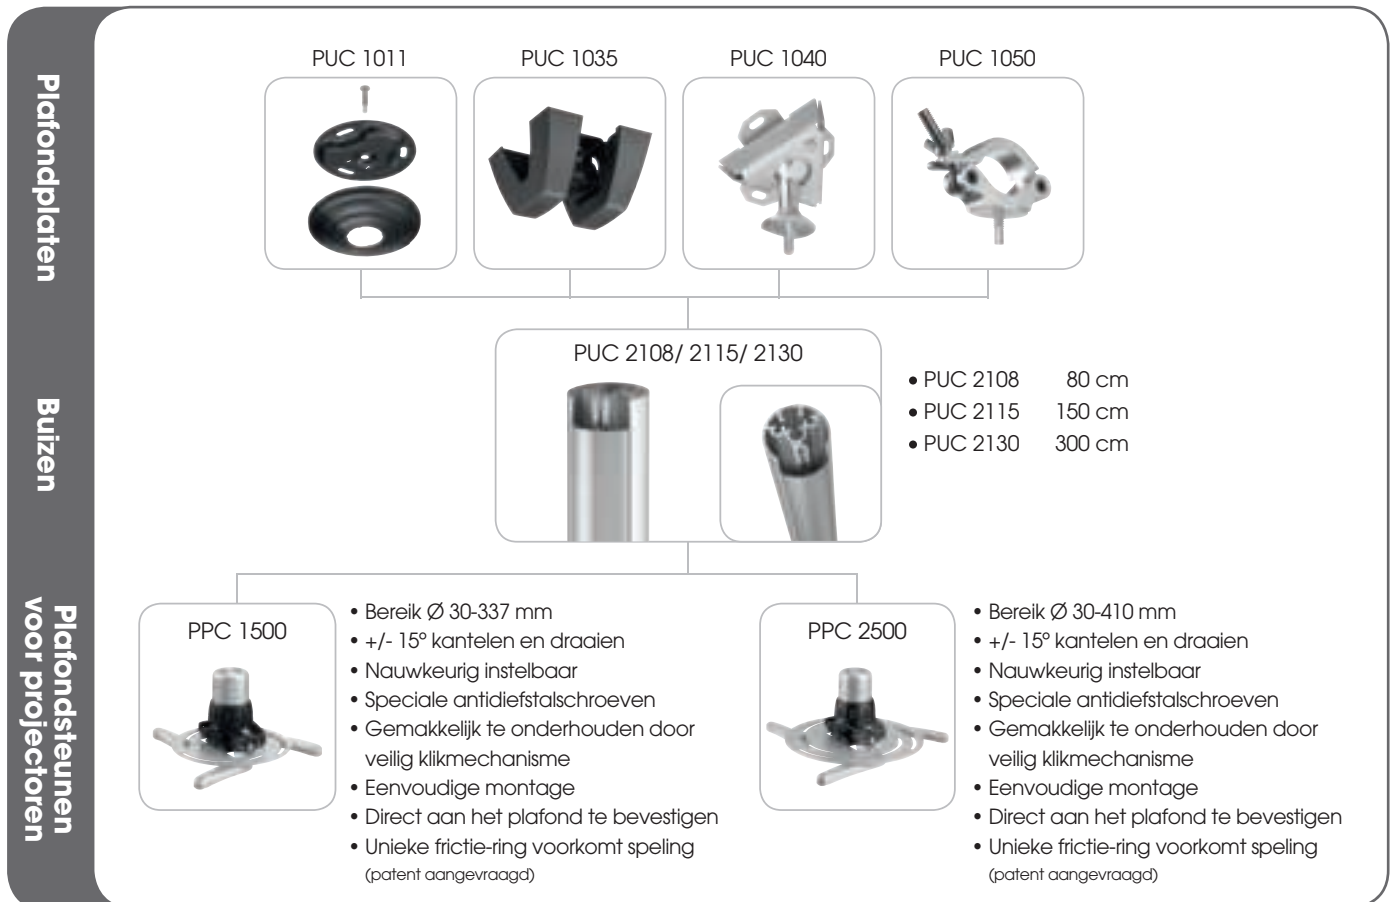 Plafondplaten
PUC 1011
PUC 1035
PUC 1040
PUC 1050
Buizen
PUC 2108/ 2115/ 2130
• PUC 2108 80 cm
• PUC 2115 150 cm
• PUC 2130 300 cm
Plafondsteunen
voor projectoren
PPC 1500
• Bereik Ø 30-337 mm
• +/- 15° kantelen en draaien
• Nauwkeurig instelbaar
• Speciale antidiefstalschroeven
• Gemakkelijk te onderhouden door
veilig klikmechanisme
• Eenvoudige montage
• Direct aan het plafond te bevestigen
• Unieke frictie-ring voorkomt speling
(patent aangevraagd)
PPC 2500
• Bereik Ø 30-410 mm
• +/- 15° kantelen en draaien
• Nauwkeurig instelbaar
• Speciale antidiefstalschroeven
• Gemakkelijk te onderhouden door
veilig klikmechanisme
• Eenvoudige montage
• Direct aan het plafond te bevestigen
• Unieke frictie-ring voorkomt speling
(patent aangevraagd)